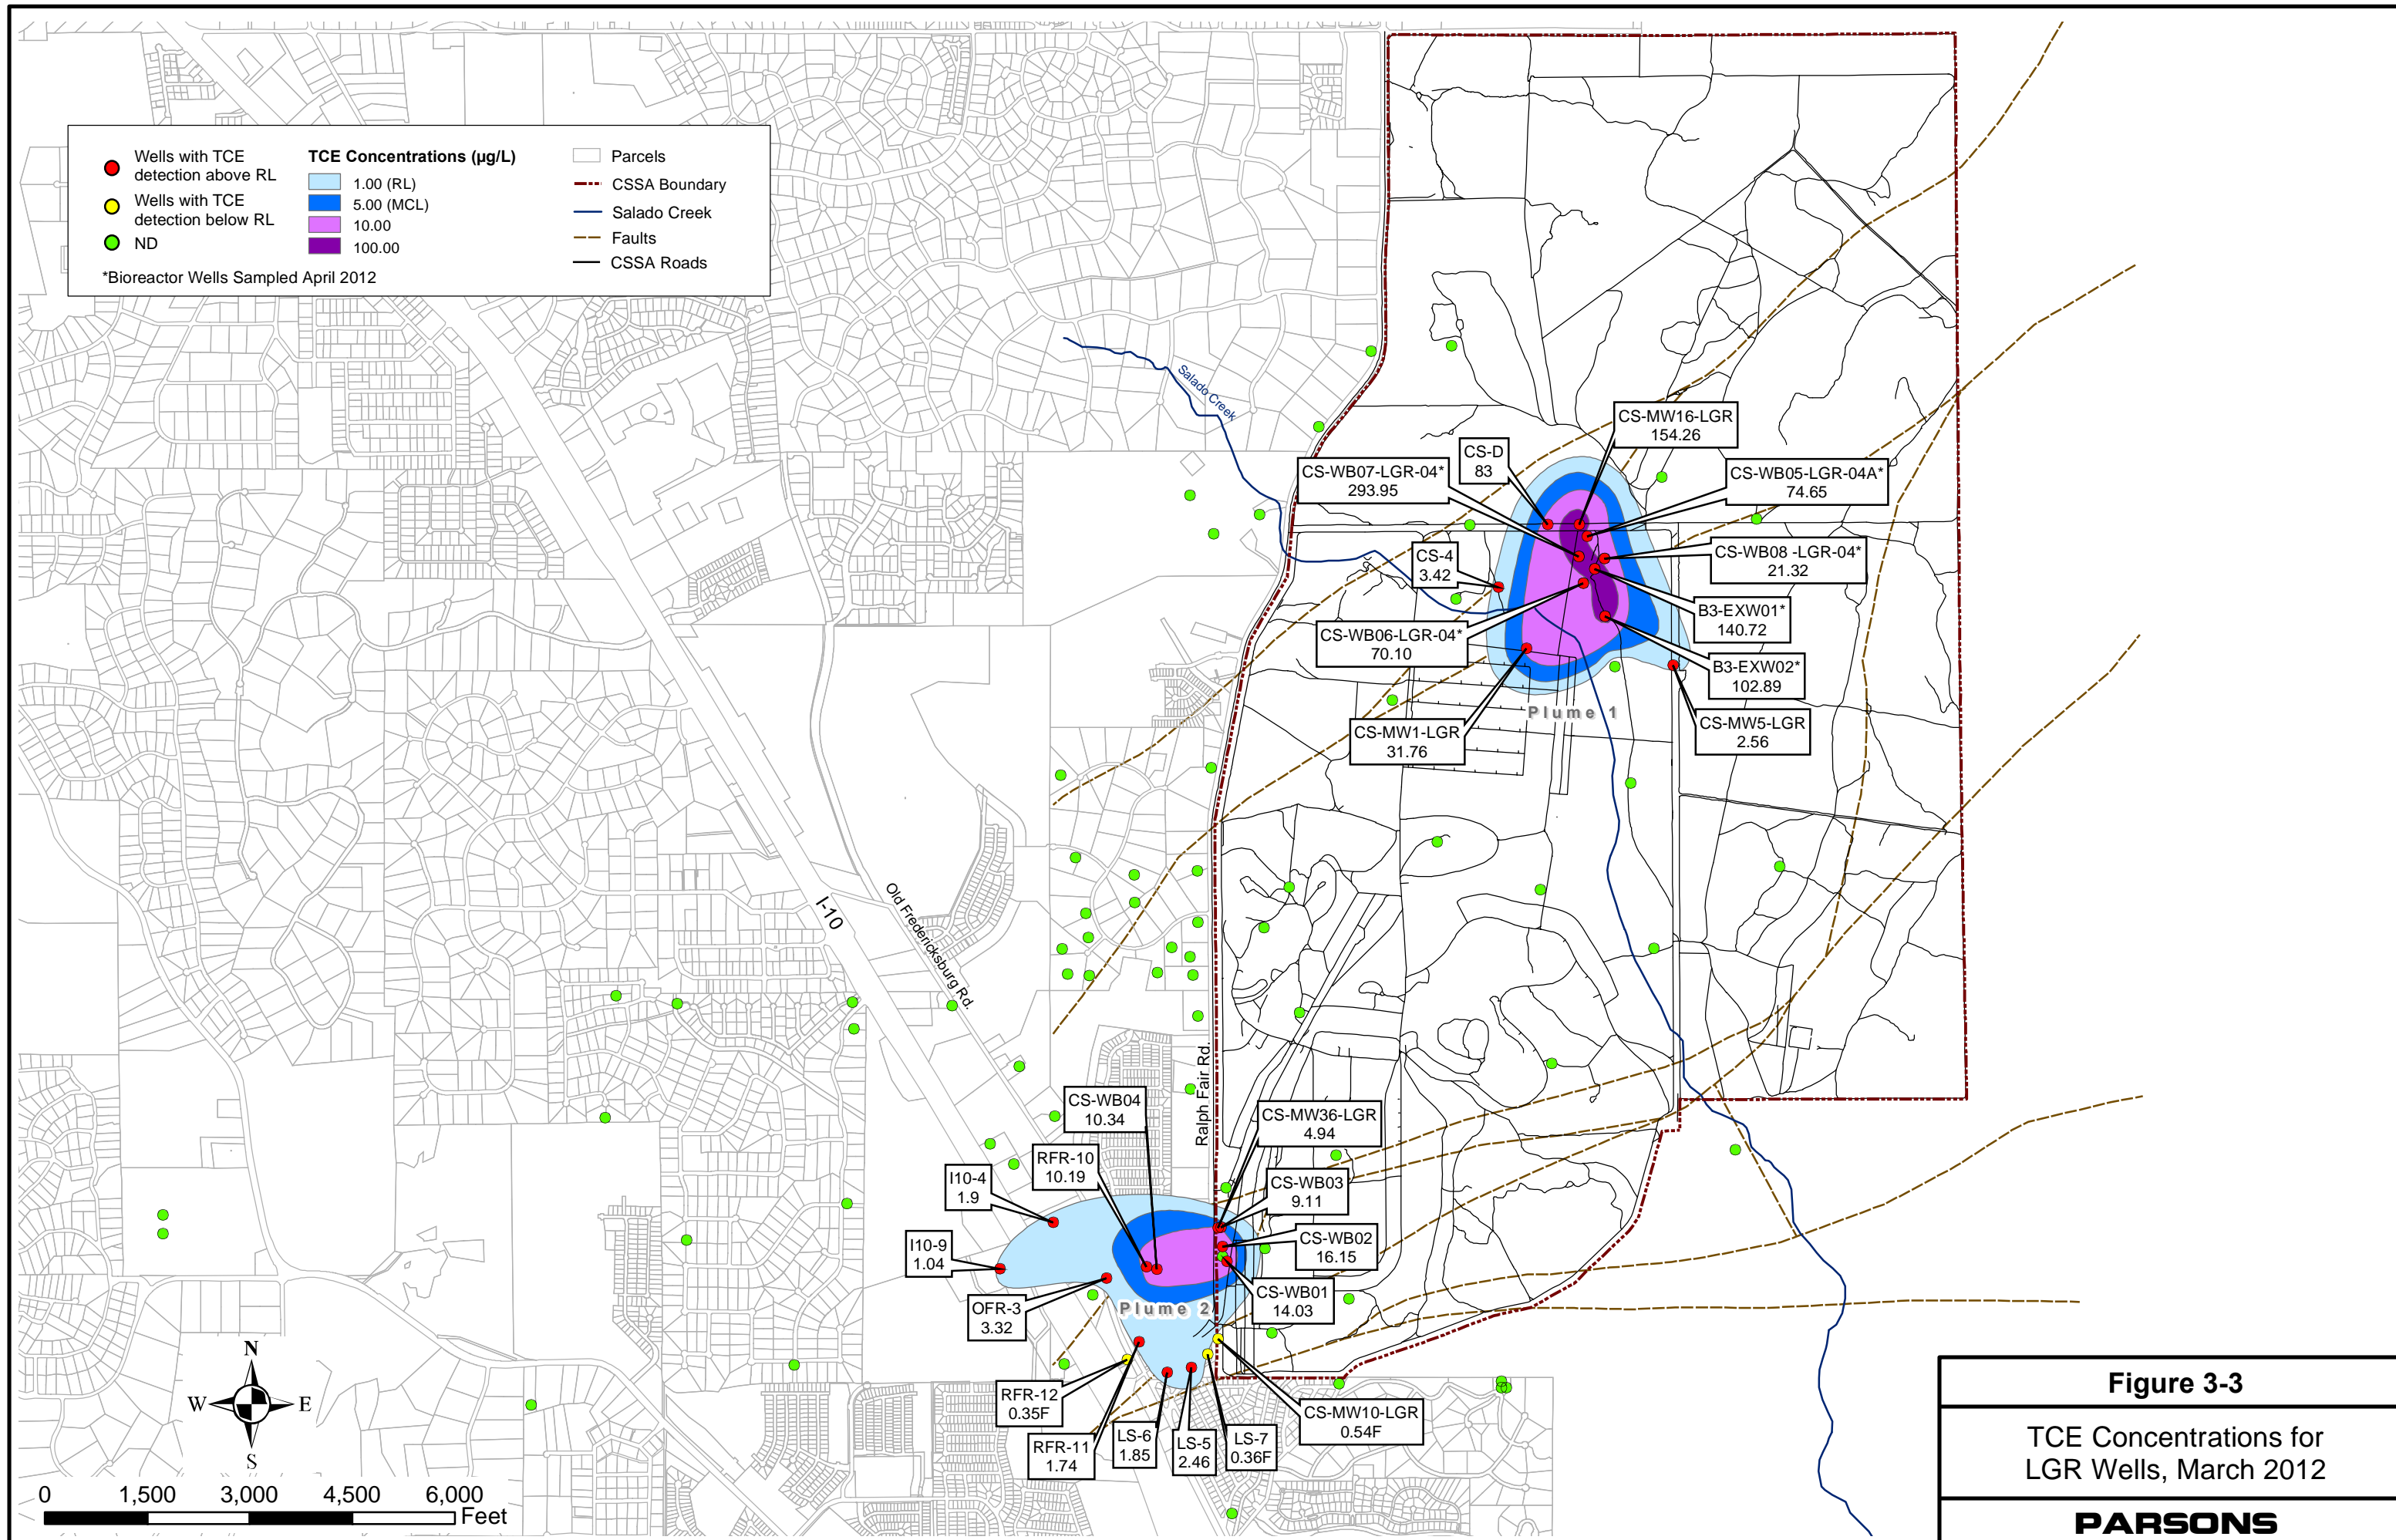 Wells with TCE
detection above RL
Wells with TCE
detection below RL
ND
*Bioreactor Wells Sampled April 2012
TCE Concentrations (µg/L)
1.00 (RL)
5.00 (MCL)
10.00
100.00
Parcels
CSSA Boundary
Salado Creek
Faults
CSSA Roads
Salado Creek
CS-MW16-LGR
154.26
CS-D
83
CS-WB07-LGR-04*
293.95
CS-WB05-LGR-04A*
74.65
CS-4
3.42
CS-WB08 -LGR-04*
21.32
B3-EXW01*
140.72
CS-WB06-LGR-04*
70.10
B3-EXW02*
102.89
CS-MW1-LGR
31.76
CS-MW5-LGR
2.56
Plume 1
I-10
Old Fredericksburg Rd.
Ralph Fair Rd.
CS-WB04
10.34
CS-MW36-LGR
4.94
RFR-10
10.19
I10-4
1.9
CS-WB03
9.11
I10-9
1.04
CS-WB02
16.15
OFR-3
3.32
CS-WB01
14.03
Plume 2
RFR-12
0.35F
RFR-11
1.74
LS-6
1.85
LS-5
2.46
LS-7
0.36F
CS-MW10-LGR
0.54F
N
W
E
S
0 1,500 3,000 4,500 6,000
Feet
Figure 3-3
TCE Concentrations for
LGR Wells, March 2012
PARSONS